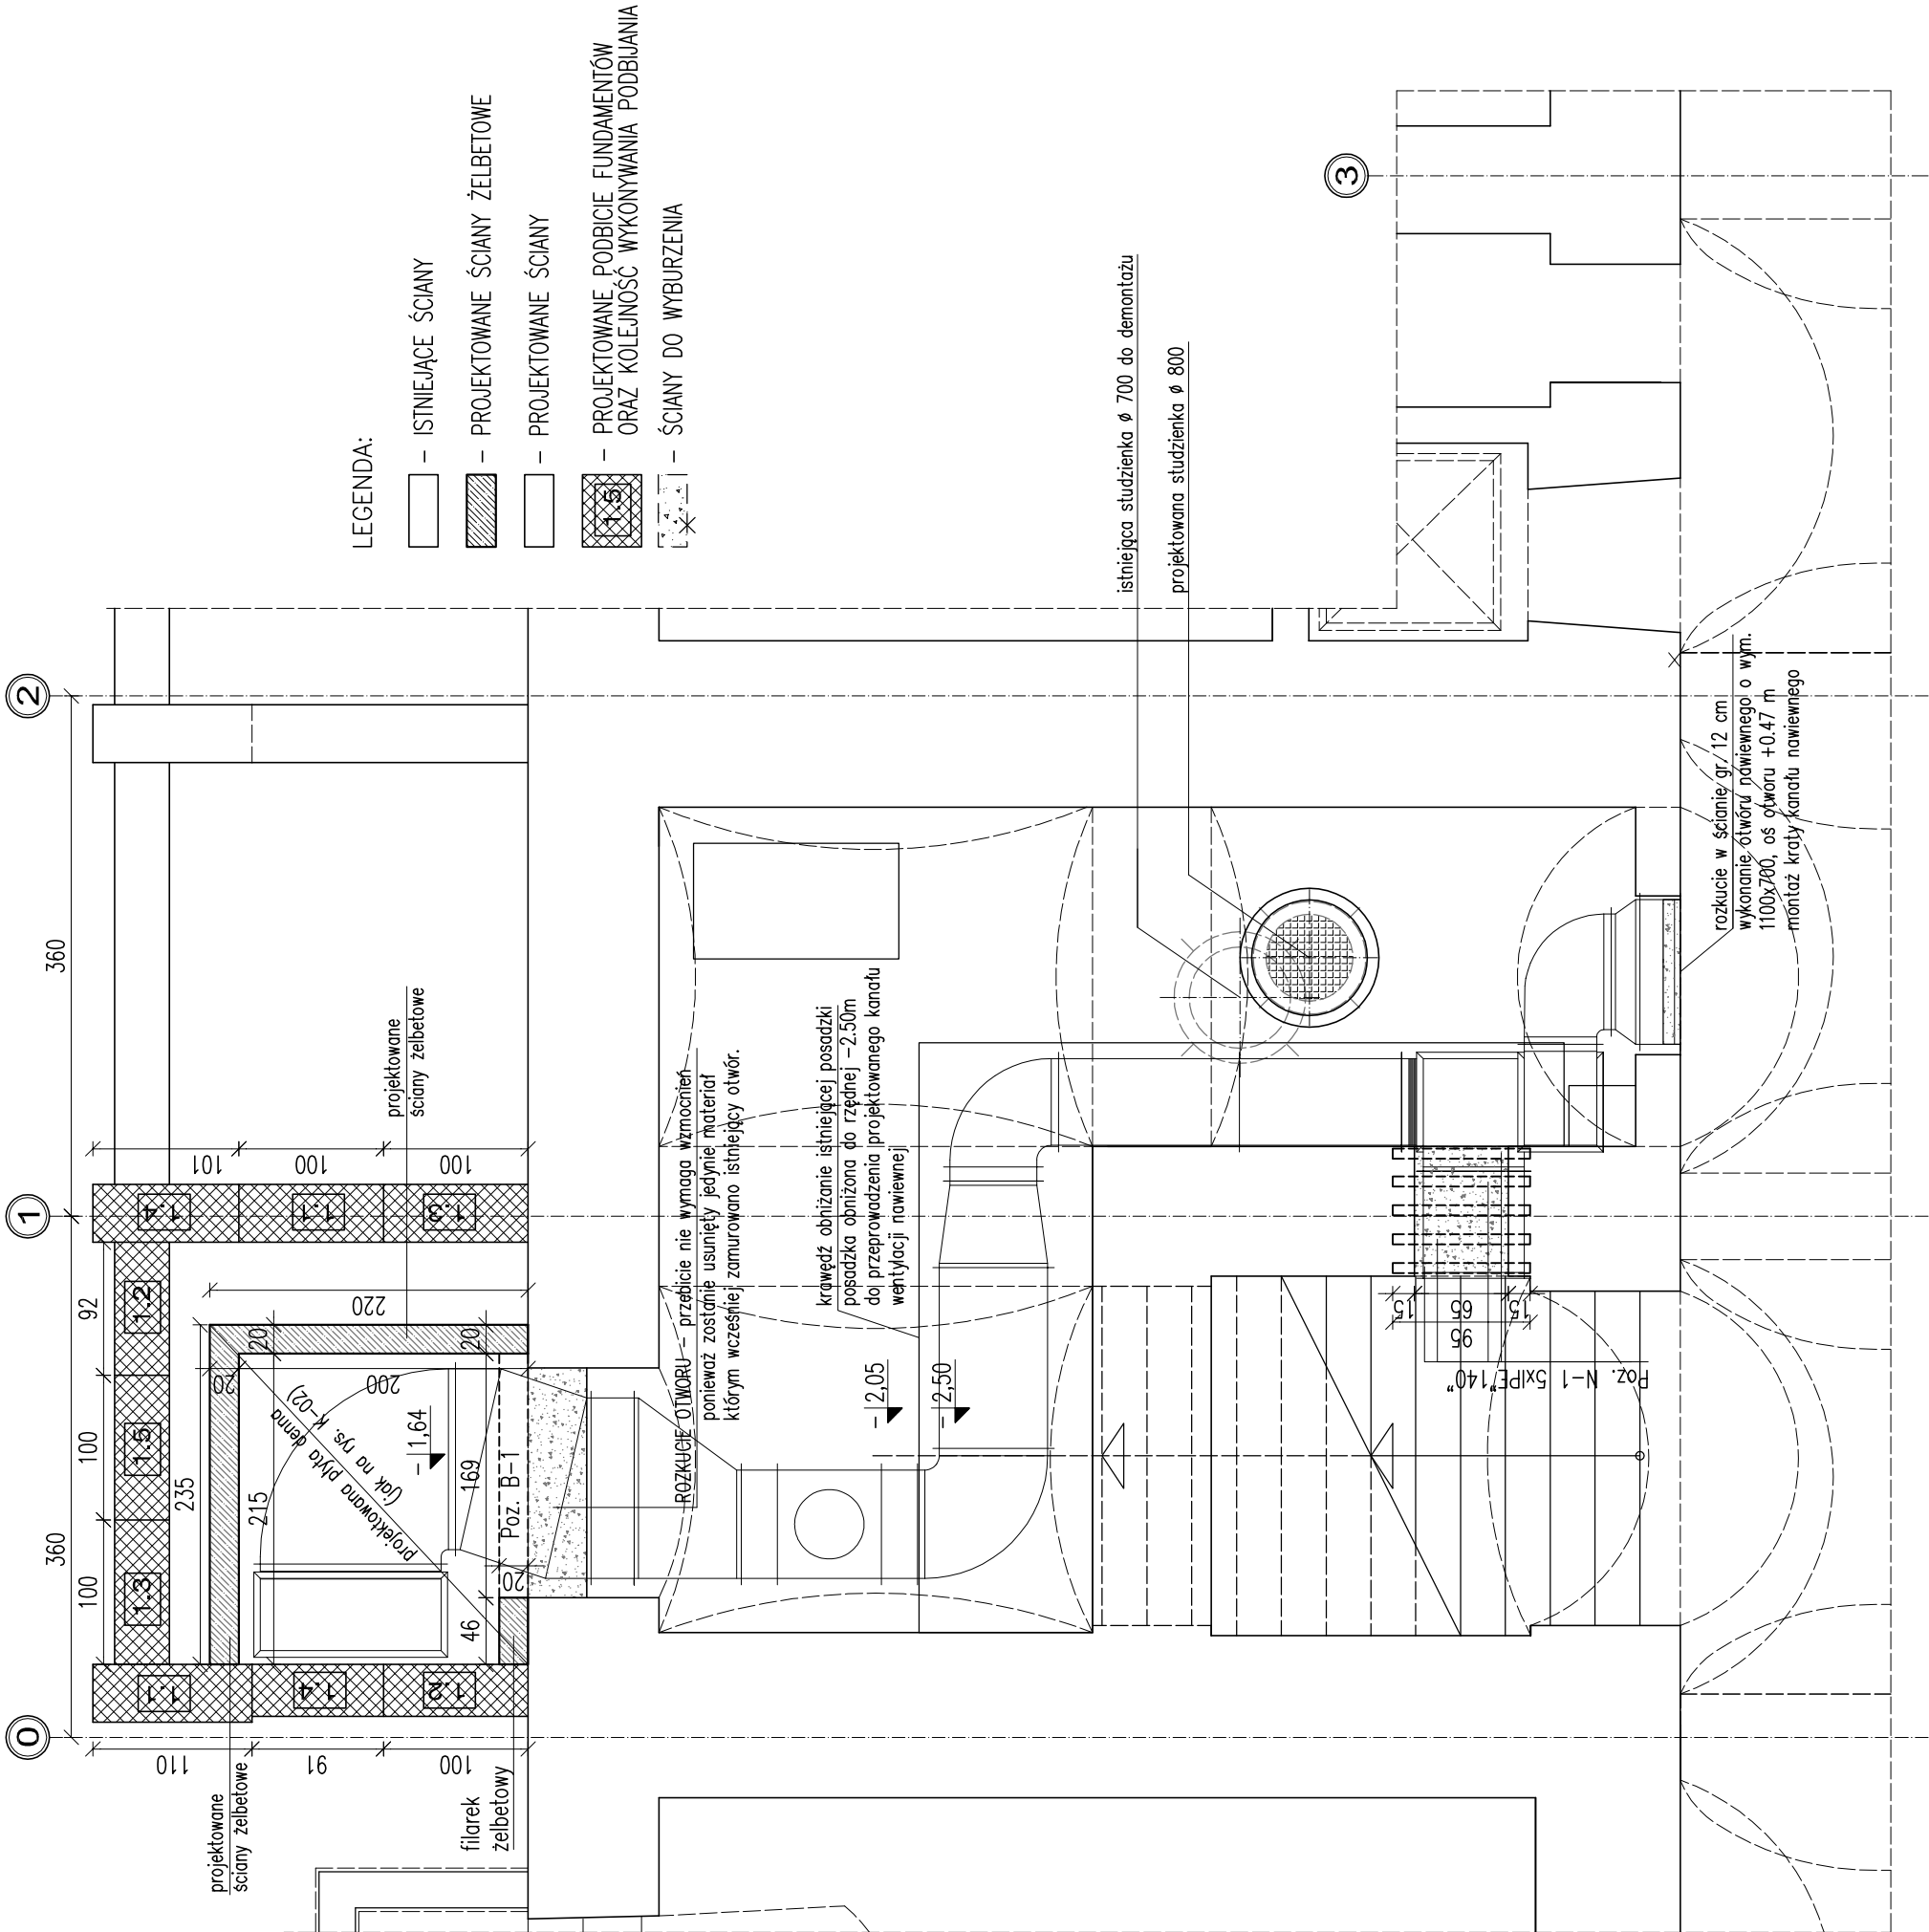 LEGENDA:
- ISTNIEJĄCE ŚCIANY
- PROJEKTOWANE ŚCIANY ŻELBETOWE
- PROJEKTOWANE ŚCIANY
1.5
- PROJEKTOWANE PODBICIE FUNDAMENTÓW
ORAZ KOLEJNOŚĆ WYKONYWANIA PODBIJANIA
- ŚCIANY DO WYBURZENIA
0
1
2
3
360
360
100
100
92
110
91
100
101
100
100
1.1
1.4
1.2
1.3
1.5
1.2
1.4
1.1
1.3
235
215
220
200
20
20
20
20
169
46
-1,64
Poz. B-1
projektowana płyta denna
(jak na rys. K-02)
projektowane
ściany żelbetowe
projektowane
ściany żelbetowe
filarek
żelbetowy
ROZKUCIE OTWORU - przebicie nie wymaga wzmocnień
ponieważ zostanie usunięty jedynie materiał
którym wcześniej zamurowano istniejący otwór.
krawędź obniżanie istniejącej posadzki
posadzka obniżona do rzędnej -2.50m
do przeprowadzenia projektowanego kanału
wentylacji nawiewnej
-2,05
-2,50
istniejąca studzienka ø 700 do demontażu
projektowana studzienka ø 800
15
65
15
95
Poz. N-1 5xIPE"140"
rozkucie w ścianie gr. 12 cm
wykonanie otworu nawiewnego o wym.
1100x700, oś otworu +0.47 m
montaż kraty kanału nawiewnego